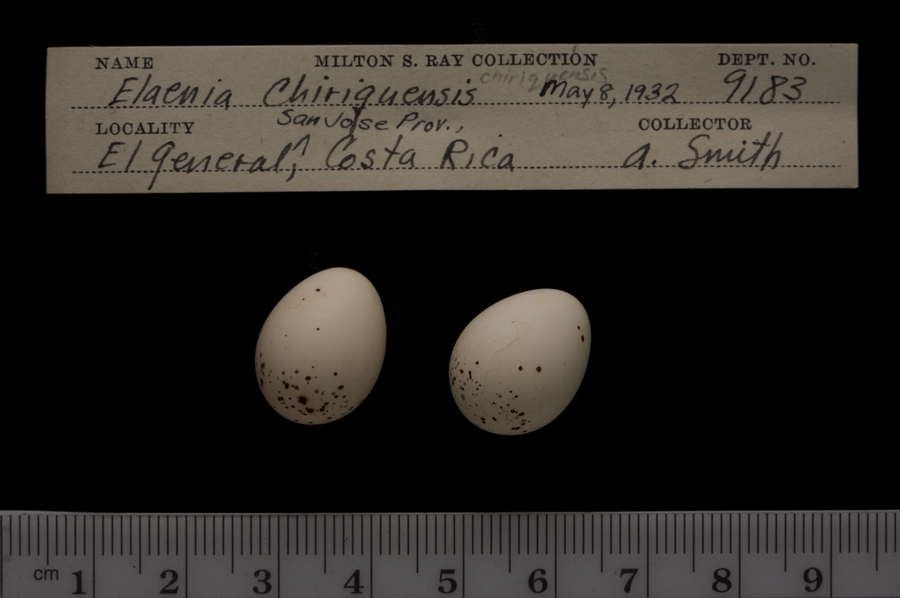 NAME MILTON S. RAY COLLECTION DEPT. NO.
chiriquensis
Elaenia Chiriquensis May 8, 1932 9183
San Jose Prov.,
LOCALITY COLLECTOR
El General, ^ Costa Rica A. Smith
cm 1 2 3 4 5 6 7 8 9